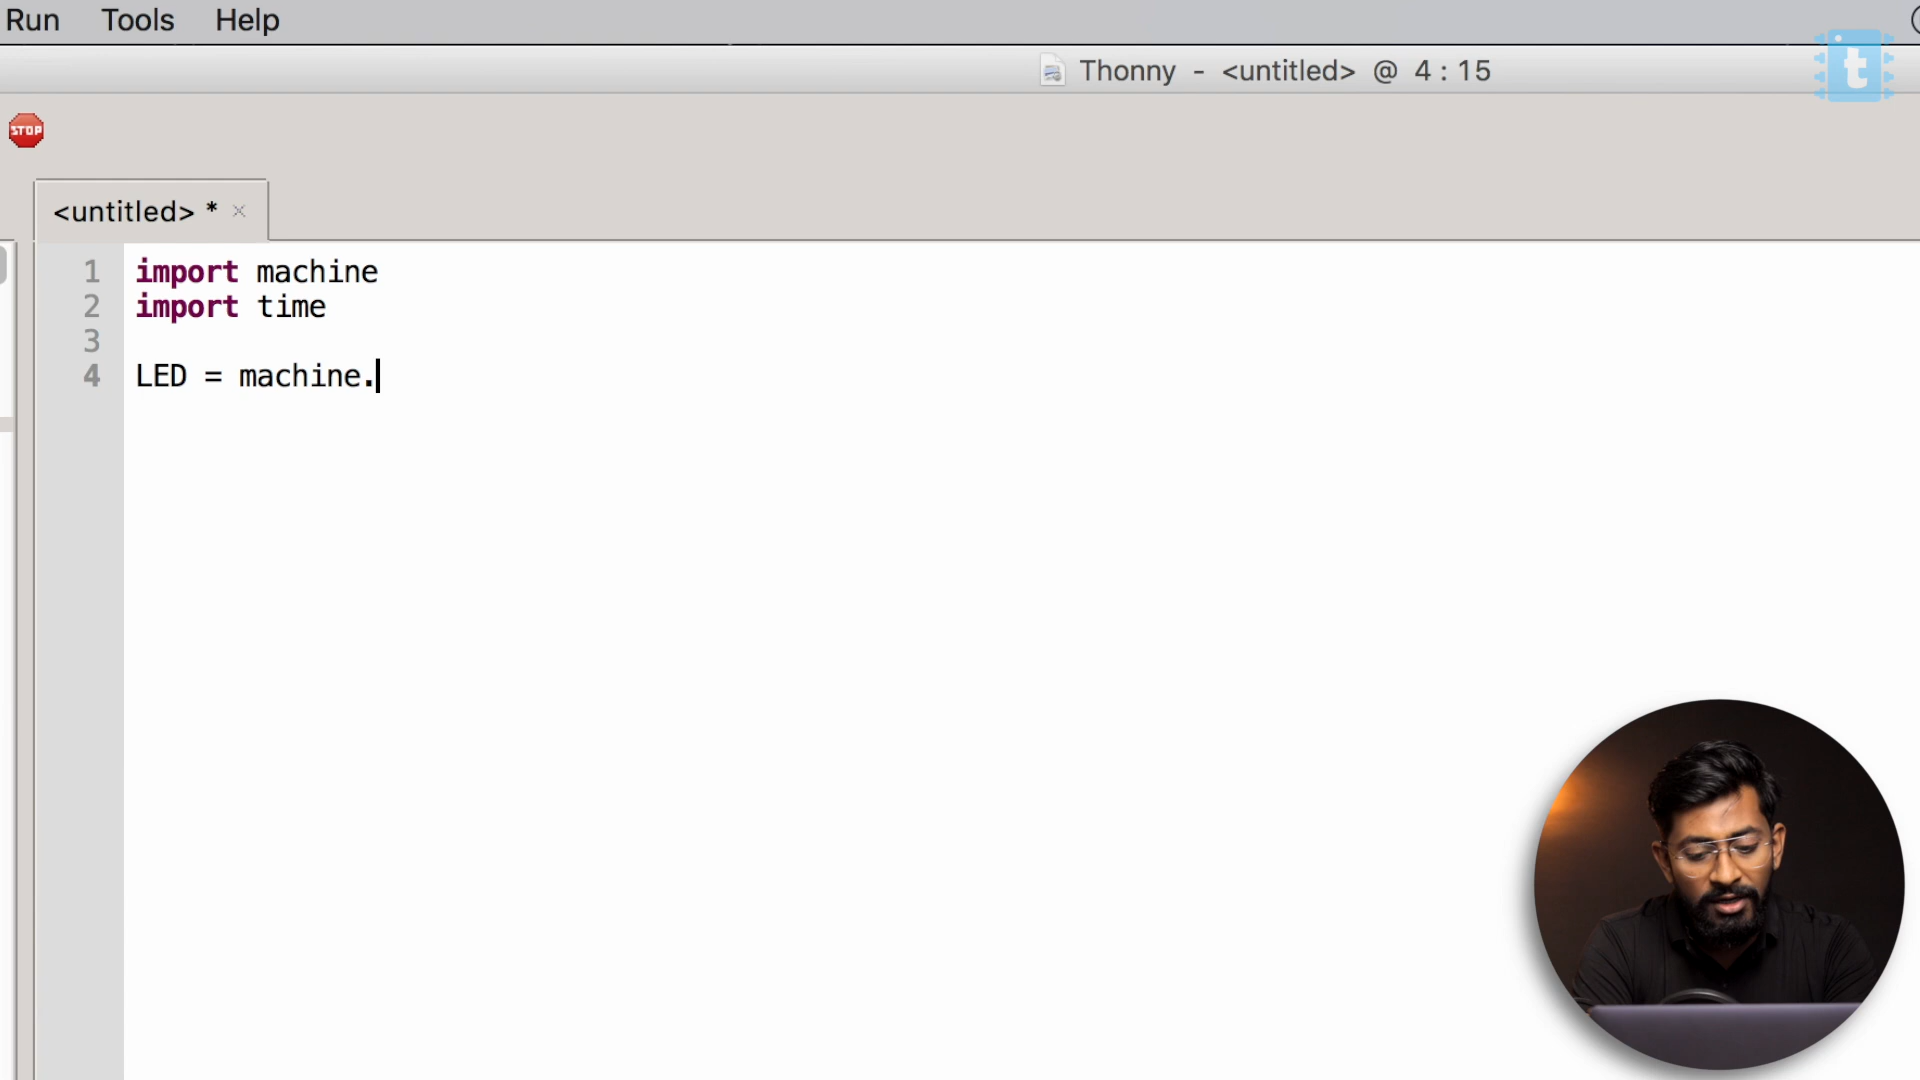 Run Tools Help
Thonny - <untitled> @ 4 : 15
t
STOP
<untitled> * ×
1 import machine
2 import time
3
4 LED = machine.